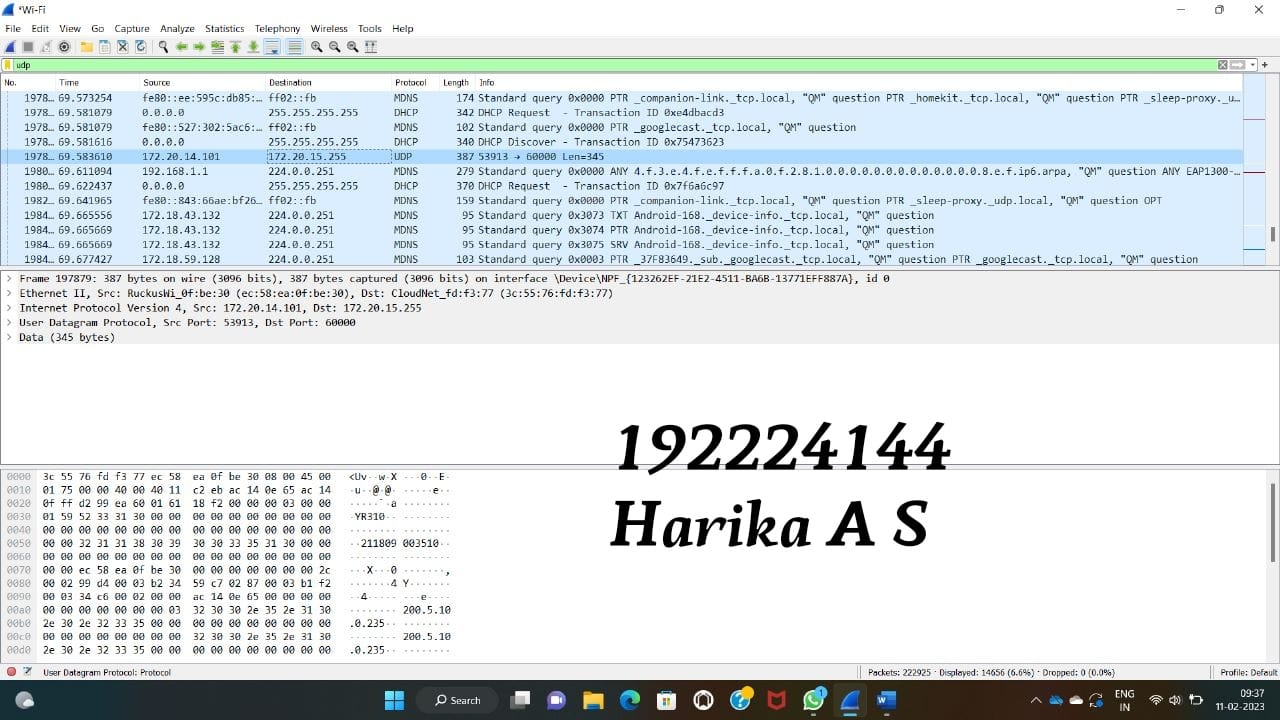 *Wi-Fi
File Edit View Go Capture Analyze Statistics Telephony Wireless Tools Help
udp
No. Time Source Destination Protocol Length Info
1978… 69.573254 fe80::ee:595c:db85:… ff02::fb MDNS 174 Standard query 0x0000 PTR _companion-link._tcp.local, "QM" question PTR _homekit._tcp.local, "QM" question PTR _sleep-proxy._u…
1978… 69.581079 0.0.0.0 255.255.255.255 DHCP 342 DHCP Request - Transaction ID 0xe4dbacd3
1978… 69.581079 fe80::527:302:5ac6:… ff02::fb MDNS 102 Standard query 0x0000 PTR _googlecast._tcp.local, "QM" question
1978… 69.581616 0.0.0.0 255.255.255.255 DHCP 340 DHCP Discover - Transaction ID 0x75473623
1978… 69.583610 172.20.14.101 172.20.15.255 UDP 387 53913 → 60000 Len=345
1980… 69.611094 192.168.1.1 224.0.0.251 MDNS 279 Standard query 0x0000 ANY 4.f.3.e.4.f.e.f.f.f.a.0.f.2.8.1.0.0.0.0.0.0.0.0.0.0.0.0.0.8.e.f.ip6.arpa, "QM" question ANY EAP1300-…
1980… 69.622437 0.0.0.0 255.255.255.255 DHCP 370 DHCP Request - Transaction ID 0x7f6a6c97
1982… 69.641965 fe80::843:66ae:bf26… ff02::fb MDNS 159 Standard query 0x0000 PTR _companion-link._tcp.local, "QM" question PTR _sleep-proxy._udp.local, "QM" question OPT
1984… 69.665556 172.18.43.132 224.0.0.251 MDNS 95 Standard query 0x3073 TXT Android-168._device-info._tcp.local, "QM" question
1984… 69.665669 172.18.43.132 224.0.0.251 MDNS 95 Standard query 0x3074 PTR Android-168._device-info._tcp.local, "QM" question
1984… 69.665669 172.18.43.132 224.0.0.251 MDNS 95 Standard query 0x3075 SRV Android-168._device-info._tcp.local, "QM" question
1984… 69.677427 172.18.59.128 224.0.0.251 MDNS 103 Standard query 0x0003 PTR _37F83649._sub._googlecast._tcp.local, "QM" question PTR _googlecast._tcp.local, "QM" question
> Frame 197879: 387 bytes on wire (3096 bits), 387 bytes captured (3096 bits) on interface \Device\NPF_{123262EF-21E2-4511-BA6B-13771EFF887A}, id 0
> Ethernet II, Src: RuckusWi_0f:be:30 (ec:58:ea:0f:be:30), Dst: CloudNet_fd:f3:77 (3c:55:76:fd:f3:77)
> Internet Protocol Version 4, Src: 172.20.14.101, Dst: 172.20.15.255
> User Datagram Protocol, Src Port: 53913, Dst Port: 60000
> Data (345 bytes)
192224144
Harika A S
0000 3c 55 76 fd f3 77 ec 58 ea 0f be 30 08 00 45 00 <Uv··w·X ···0··E·
0010 01 75 00 00 40 00 40 11 c2 eb ac 14 0e 65 ac 14 ·u··@·@· ·····e··
0020 0f ff d2 99 ea 60 01 61 18 f2 00 00 00 03 00 00 ·····`·a ········
0030 01 59 52 33 31 30 00 00 00 00 00 00 00 00 00 00 ·YR310·· ········
0040 00 00 00 00 00 00 00 00 00 00 00 00 00 00 00 00 ········ ········
0050 00 00 32 31 31 38 30 39 30 30 33 35 31 30 00 00 ··211809 003510··
0060 00 00 00 00 00 00 00 00 00 00 00 00 00 00 00 00 ········ ········
0070 00 00 ec 58 ea 0f be 30 00 00 00 00 00 00 00 2c ···X···0 ·······,
0080 00 02 99 d4 00 03 b2 34 59 c7 02 87 00 03 b1 f2 ·······4 Y·······
0090 00 03 34 c6 00 02 00 00 ac 14 0e 65 00 00 00 00 ··4····· ···e····
00a0 00 00 00 00 00 00 00 03 32 30 30 2e 35 2e 31 30 ········ 200.5.10
00b0 2e 30 2e 32 33 35 00 00 00 00 00 00 00 00 00 00 .0.235·· ········
00c0 00 00 00 00 00 00 00 00 32 30 30 2e 35 2e 31 30 ········ 200.5.10
00d0 2e 30 2e 32 33 35 00 00 00 00 00 00 00 00 00 00 .0.235·· ········
User Datagram Protocol: Protocol Packets: 222925 · Displayed: 14656 (6.6%) · Dropped: 0 (0.0%) Profile: Default
Search 1 ENG IN 09:37 11-02-2023